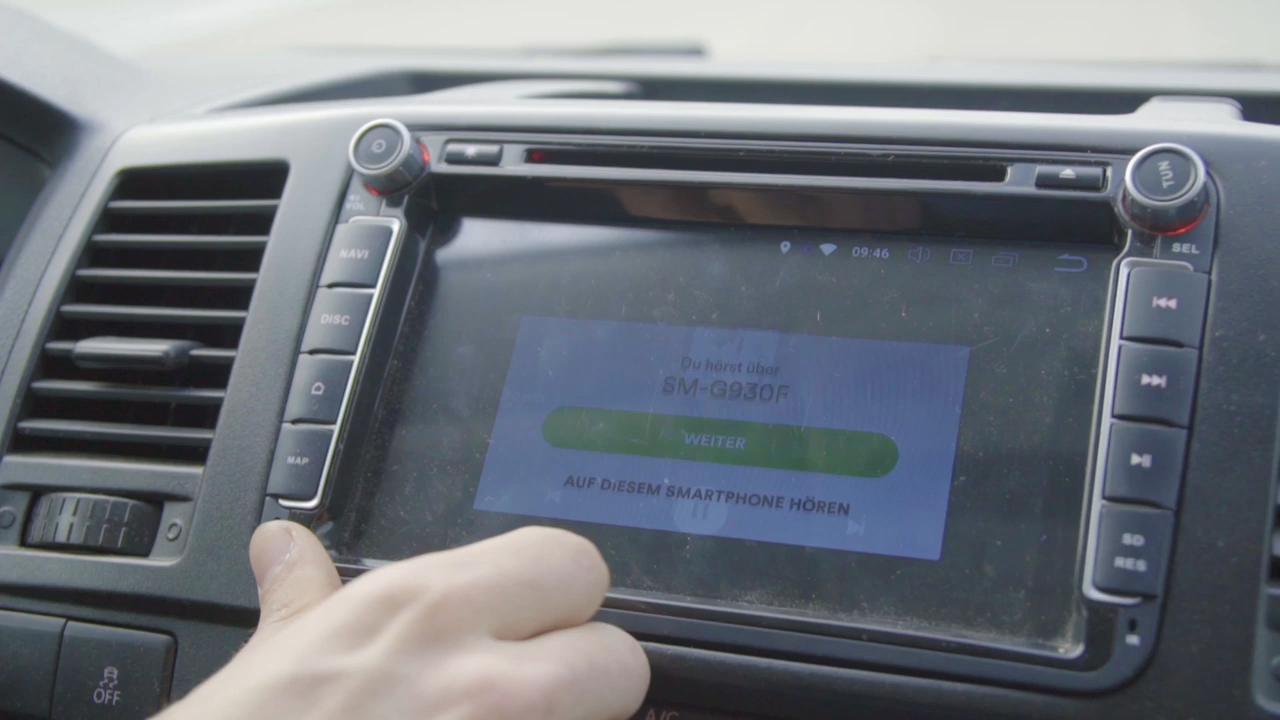 TUN
VOL
SEL
NAVI
09:46
DISC
Du hörst über
SM-G930F
WEITER
AUF DIESEM SMARTPHONE HÖREN
MAP
SD
RES
OFF
A/C